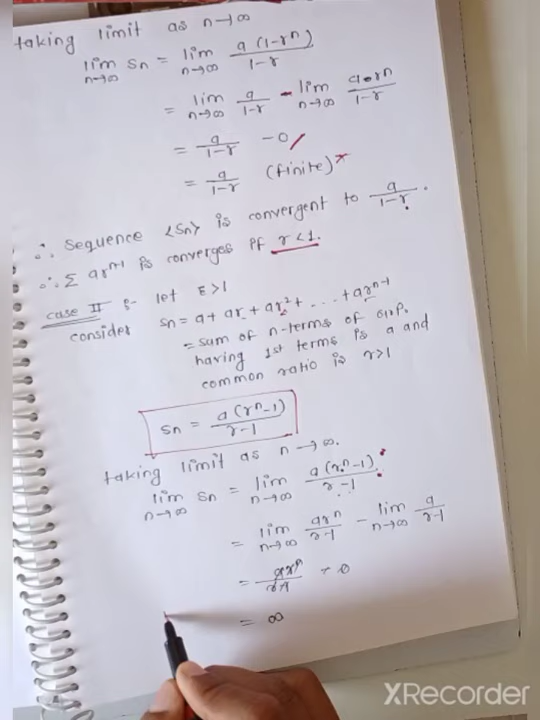 taking limit as n→∞
lim n→∞ Sn = lim n→∞ a(1-rⁿ)/1-r
= lim n→∞ a/1-r - lim n→∞ a·rⁿ/1-r
= a/1-r - 0
= a/1-r (finite)
∴ Sequence <Sn> is convergent to a/1-r.
∴ Σ arⁿ⁻¹ is converges if r<1.
case II :- let r>1
consider Sn = a + ar + ar² + ... + arⁿ⁻¹
= sum of n-terms of G.P.
having 1st terms is a and
common ratio is r>1
Sn = a(rⁿ-1)/r-1
taking limit as n→∞.
lim n→∞ Sn = lim n→∞ a(rⁿ-1)/r-1
= lim n→∞ arⁿ/r-1 - lim n→∞ a/r-1
= ∞
XRecorder